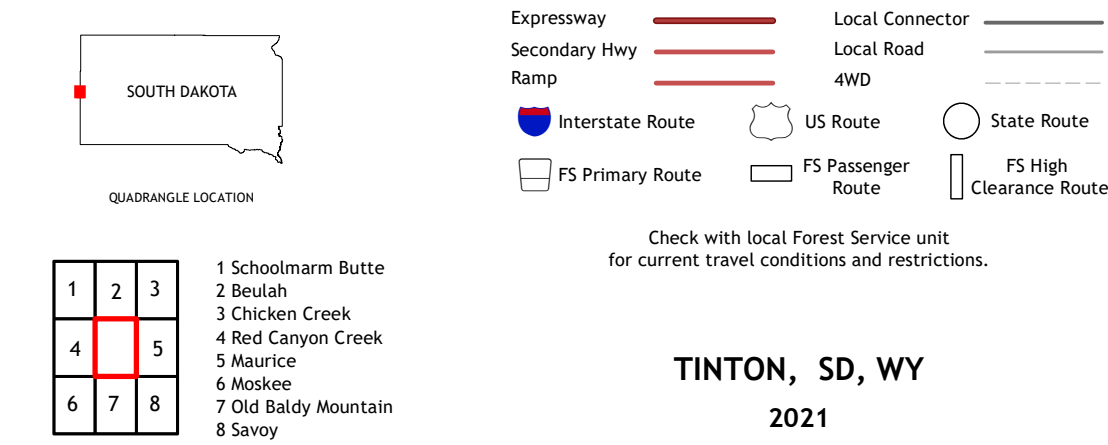 SOUTH DAKOTA
QUADRANGLE LOCATION
1 2 3
4 5
6 7 8
1 Schoolmarm Butte
2 Beulah
3 Chicken Creek
4 Red Canyon Creek
5 Maurice
6 Moskee
7 Old Baldy Mountain
8 Savoy
Expressway
Secondary Hwy
Ramp
Local Connector
Local Road
4WD
Interstate Route
US Route
State Route
FS Primary Route
FS Passenger
Route
FS High
Clearance Route
Check with local Forest Service unit
for current travel conditions and restrictions.
TINTON, SD, WY
2021